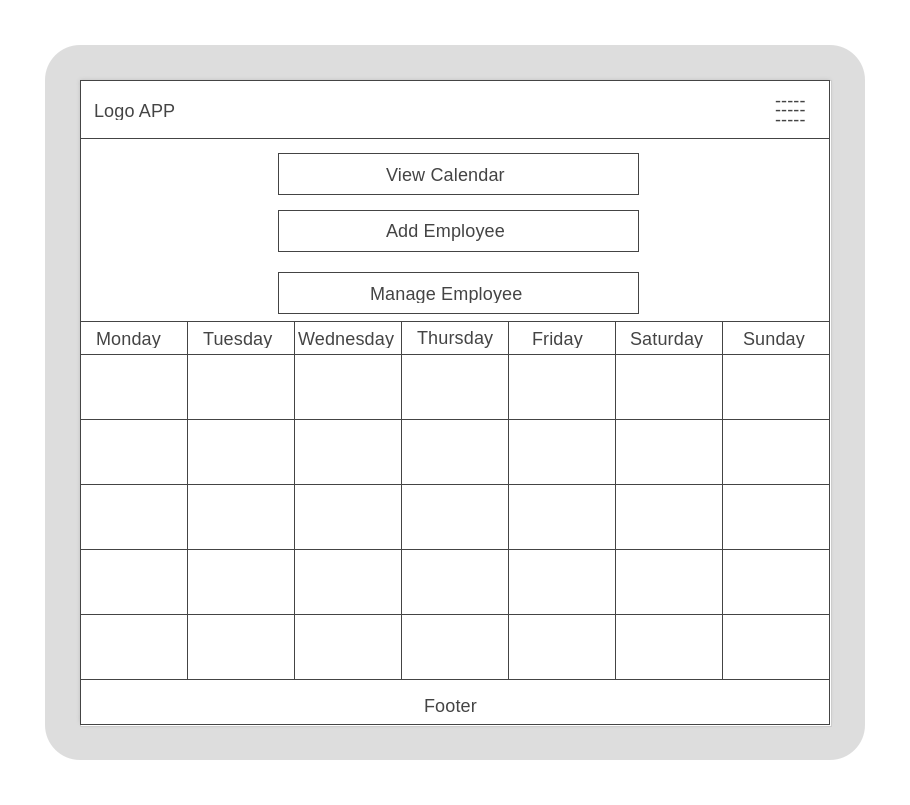 Logo APP
View Calendar
Add Employee
Manage Employee
Monday Tuesday Wednesday Thursday Friday Saturday Sunday
Footer